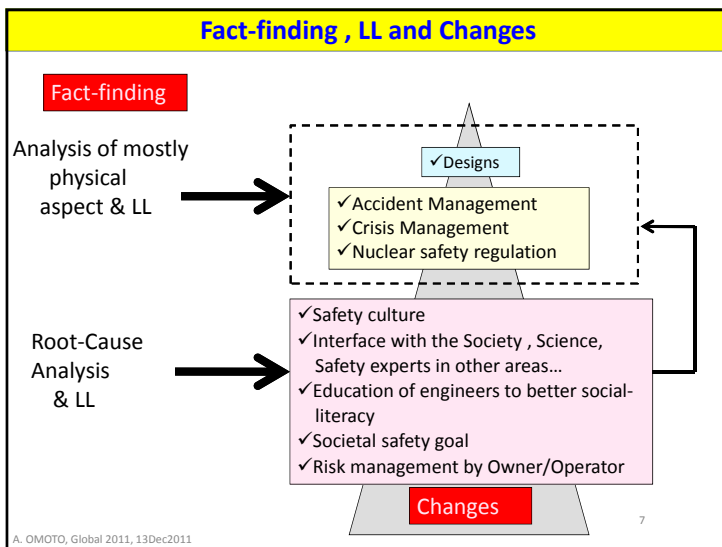 Fact-finding , LL and Changes
Fact-finding
Analysis of mostly
physical
aspect & LL
✓Designs
✓Accident Management
✓Crisis Management
✓Nuclear safety regulation
Root-Cause
Analysis
& LL
✓Safety culture
✓Interface with the Society , Science,
Safety experts in other areas…
✓Education of engineers to better social-
literacy
✓Societal safety goal
✓Risk management by Owner/Operator
Changes
7
A. OMOTO, Global 2011, 13Dec2011